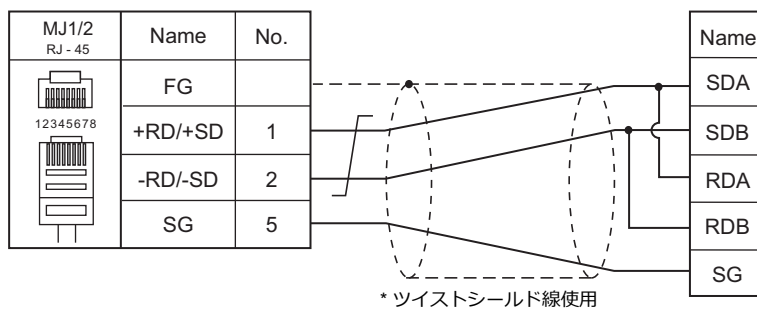 MJ1/2
RJ - 45
Name
No.
FG
12345678
+RD/+SD
1
-RD/-SD
2
SG
5
* ツイストシールド線使用
Name
SDA
SDB
RDA
RDB
SG